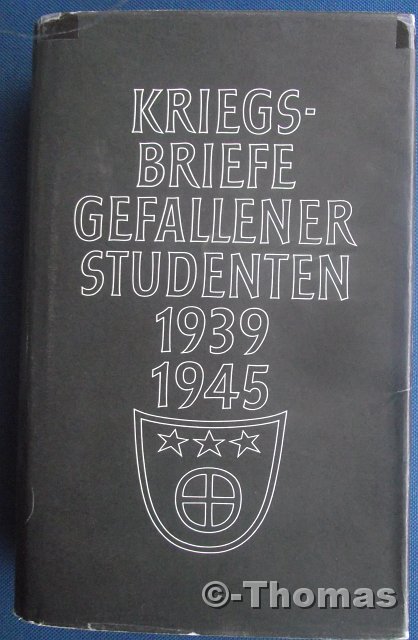 KRIEGS-
BRIEFE
GEFALLENER
STUDENTEN
1939
1945
©-Thomas